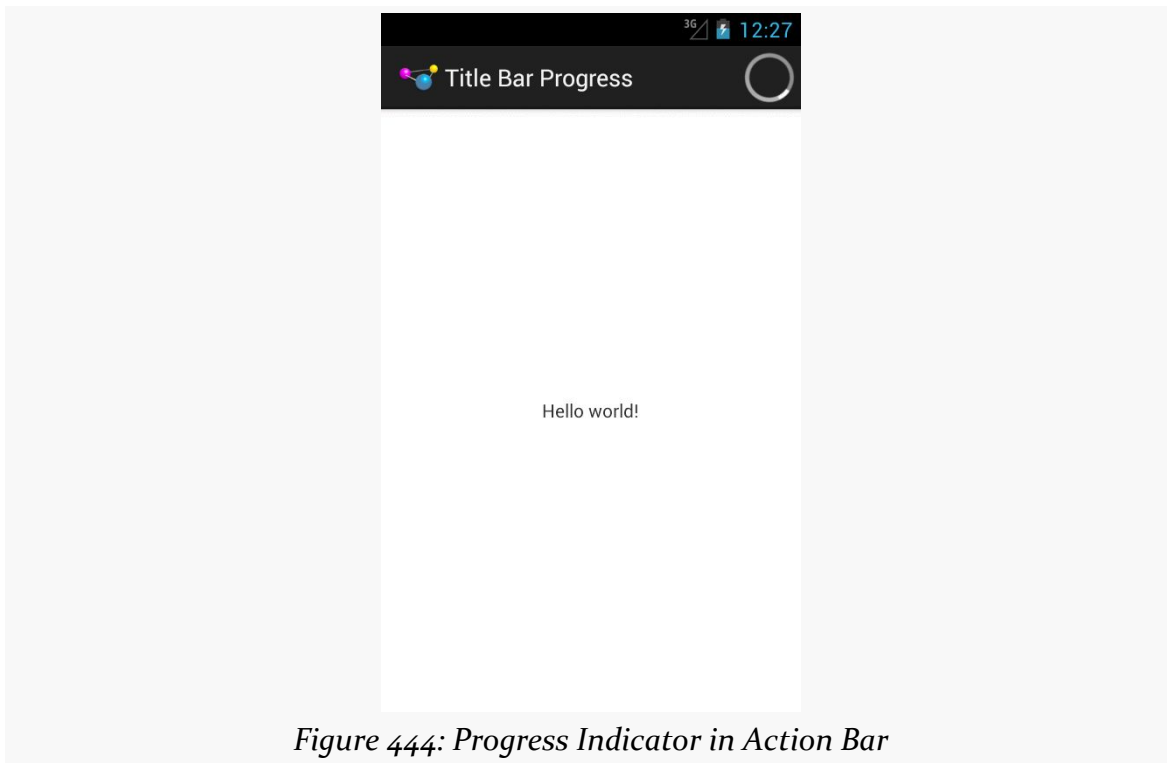 3G 12:27
Title Bar Progress
Hello world!
Figure 444: Progress Indicator in Action Bar